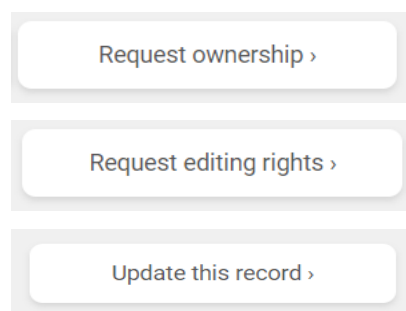 Request ownership ›
Request editing rights ›
Update this record ›